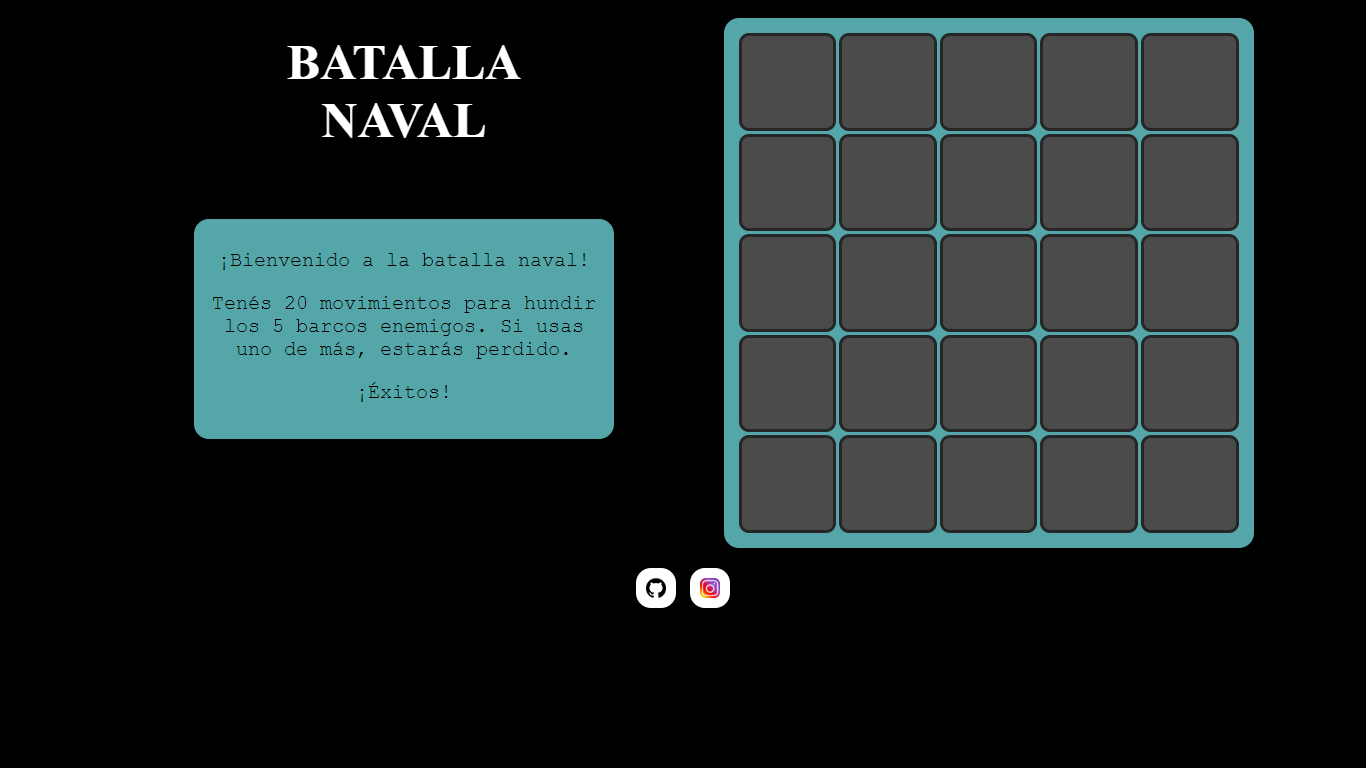 BATALLA
NAVAL
¡Bienvenido a la batalla naval!
Tenés 20 movimientos para hundir
los 5 barcos enemigos. Si usas
uno de más, estarás perdido.
¡Éxitos!